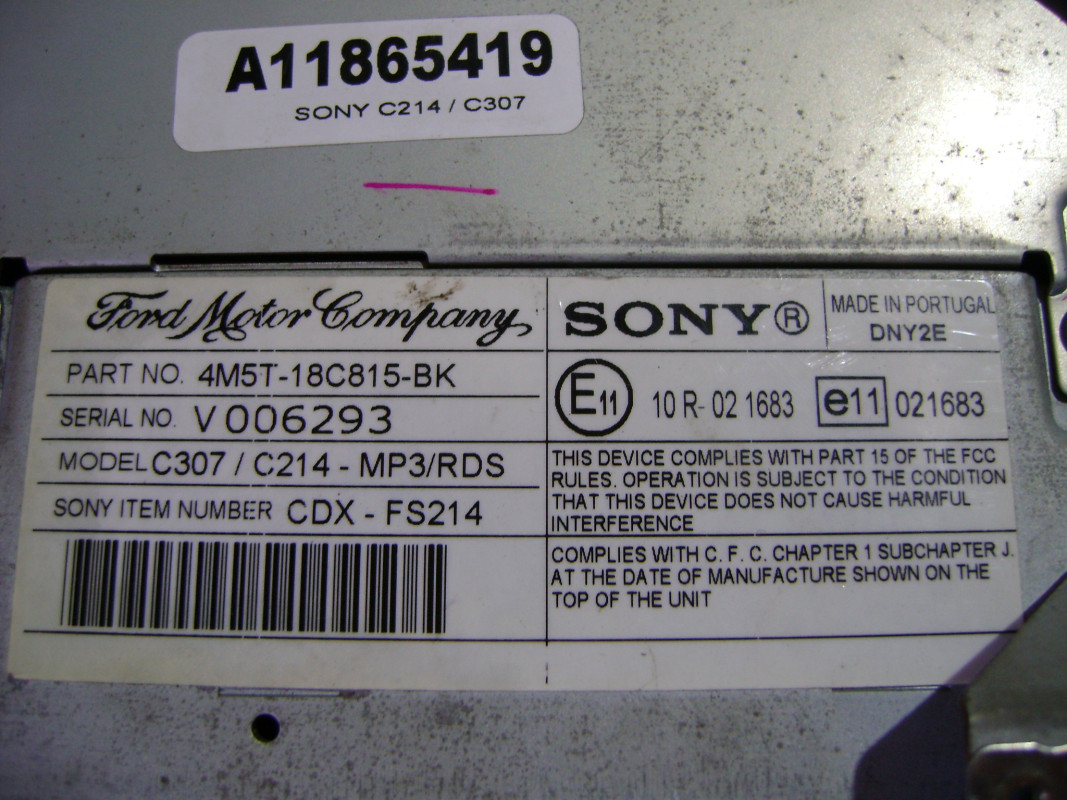 A11865419
SONY C214 / C307
Ford Motor Company
PART NO. 4M5T-18C815-BK
SERIAL NO. V006293
MODEL C307 / C214 - MP3/RDS
SONY ITEM NUMBER CDX - FS214
SONY®
MADE IN PORTUGAL
DNY2E
E11 10 R- 02 1683 e11 021683
THIS DEVICE COMPLIES WITH PART 15 OF THE FCC
RULES. OPERATION IS SUBJECT TO THE CONDITION
THAT THIS DEVICE DOES NOT CAUSE HARMFUL
INTERFERENCE
COMPLIES WITH C. F. C. CHAPTER 1 SUBCHAPTER J.
AT THE DATE OF MANUFACTURE SHOWN ON THE
TOP OF THE UNIT